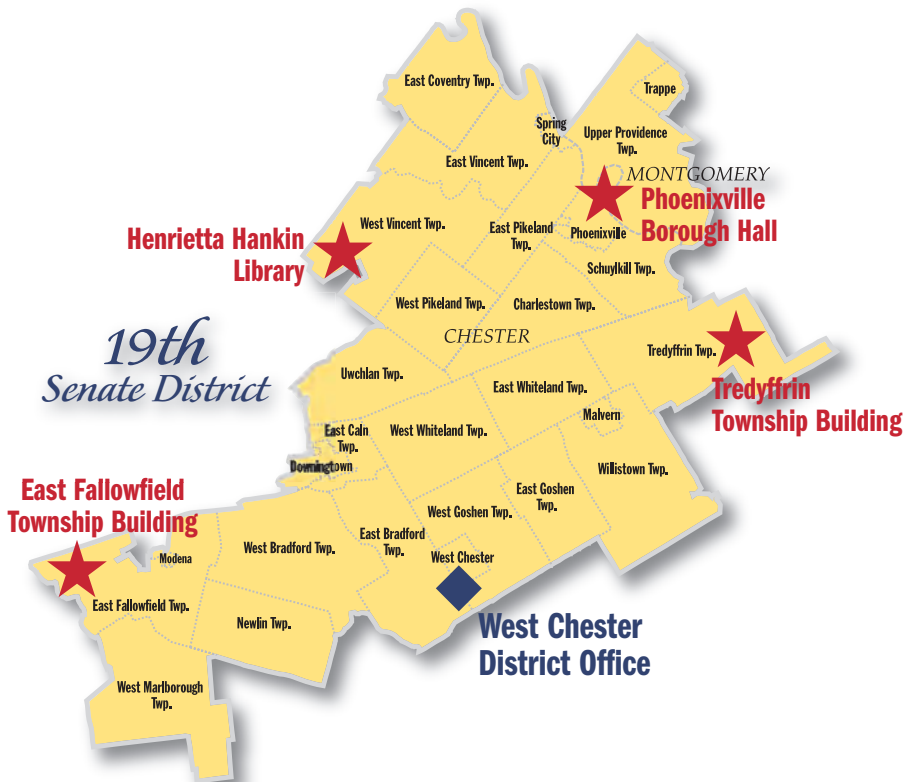 East Coventry Twp.
Trappe
Spring
City
Upper Providence
Twp.
East Vincent Twp.
MONTGOMERY
Phoenixville
Borough Hall
West Vincent Twp.
East Pikeland
Twp.
Phoenixville
Henrietta Hankin
Library
Schuylkill Twp.
West Pikeland Twp.
Charlestown Twp.
CHESTER
19th
Senate District
Tredyffrin Twp.
Uwchlan Twp.
East Whiteland Twp.
Tredyffrin
Township Building
Malvern
East Caln
Twp.
West Whiteland Twp.
Downingtown
Willistown Twp.
East Fallowfield
Township Building
East Goshen
Twp.
West Goshen Twp.
East Bradford
Twp.
West Bradford Twp.
Modena
West Chester
East Fallowfield Twp.
Newlin Twp.
West Chester
District Office
West Marlborough
Twp.